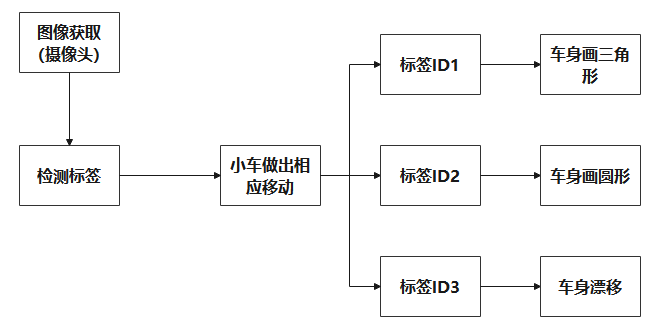 图像获取
（摄像头）
检测标签
小车做出相
应移动
标签ID1
车身画三角
形
标签ID2
车身画圆形
标签ID3
车身漂移